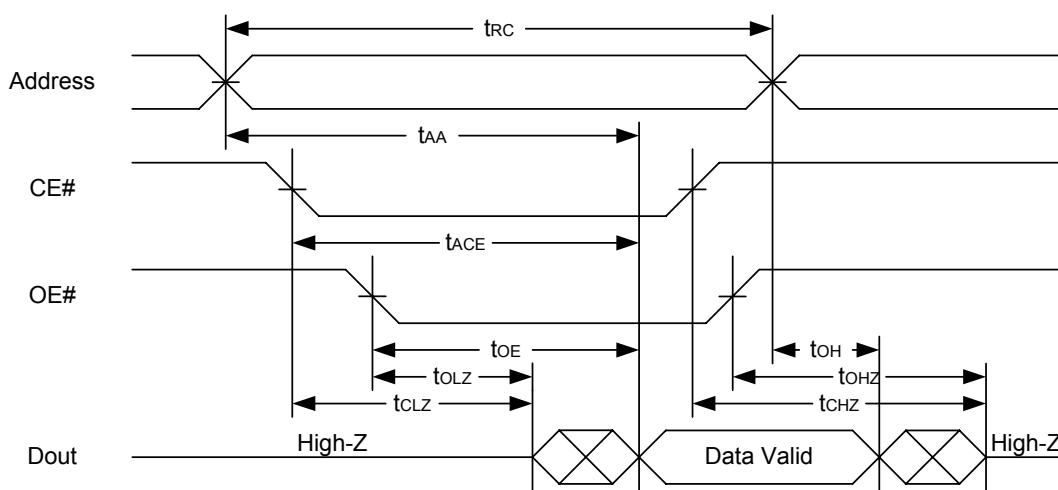 tRC
Address
tAA
CE#
tACE
OE#
tOE
tOH
tOLZ
tOHZ
tCLZ
tCHZ
Dout
High-Z
Data Valid
High-Z